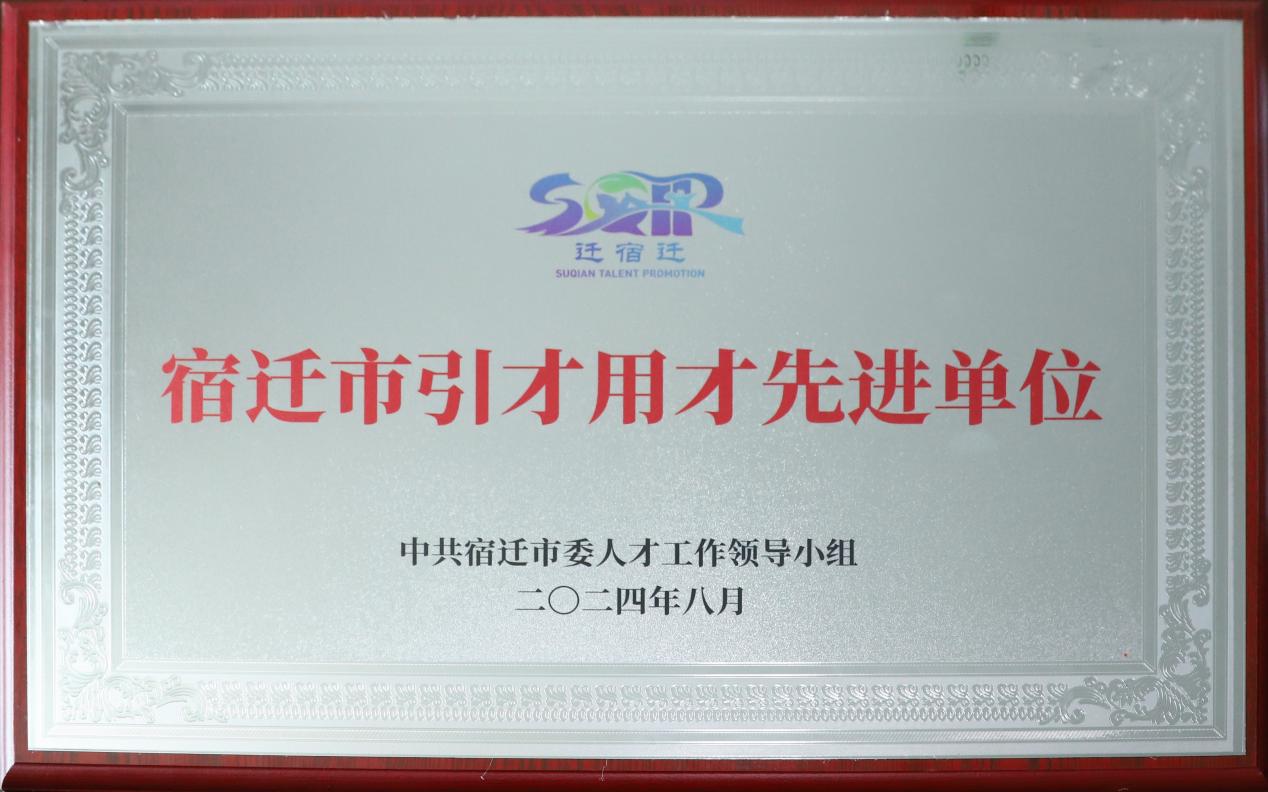 迁宿迁
SUQIAN TALENT PROMOTION
宿迁市引才用才先进单位
中共宿迁市委人才工作领导小组
二〇二四年八月